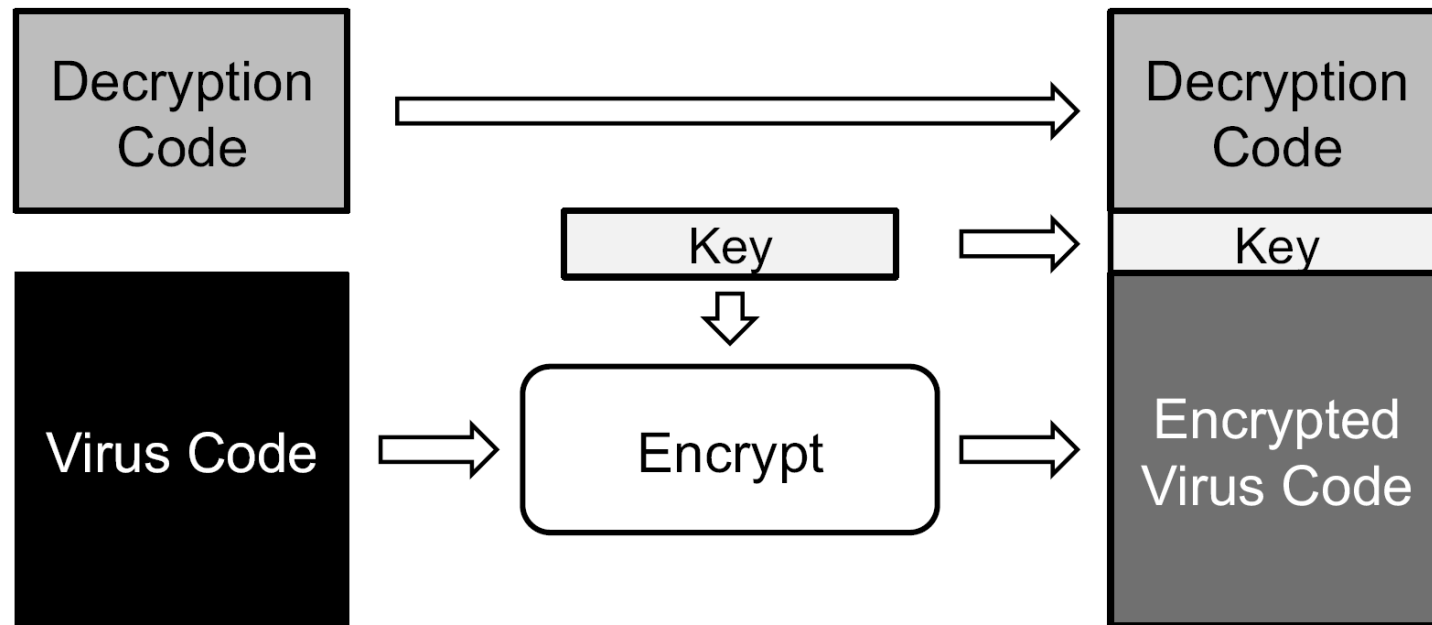 Decryption
Code
Decryption
Code
Key
Key
Virus Code
Encrypt
Encrypted
Virus Code